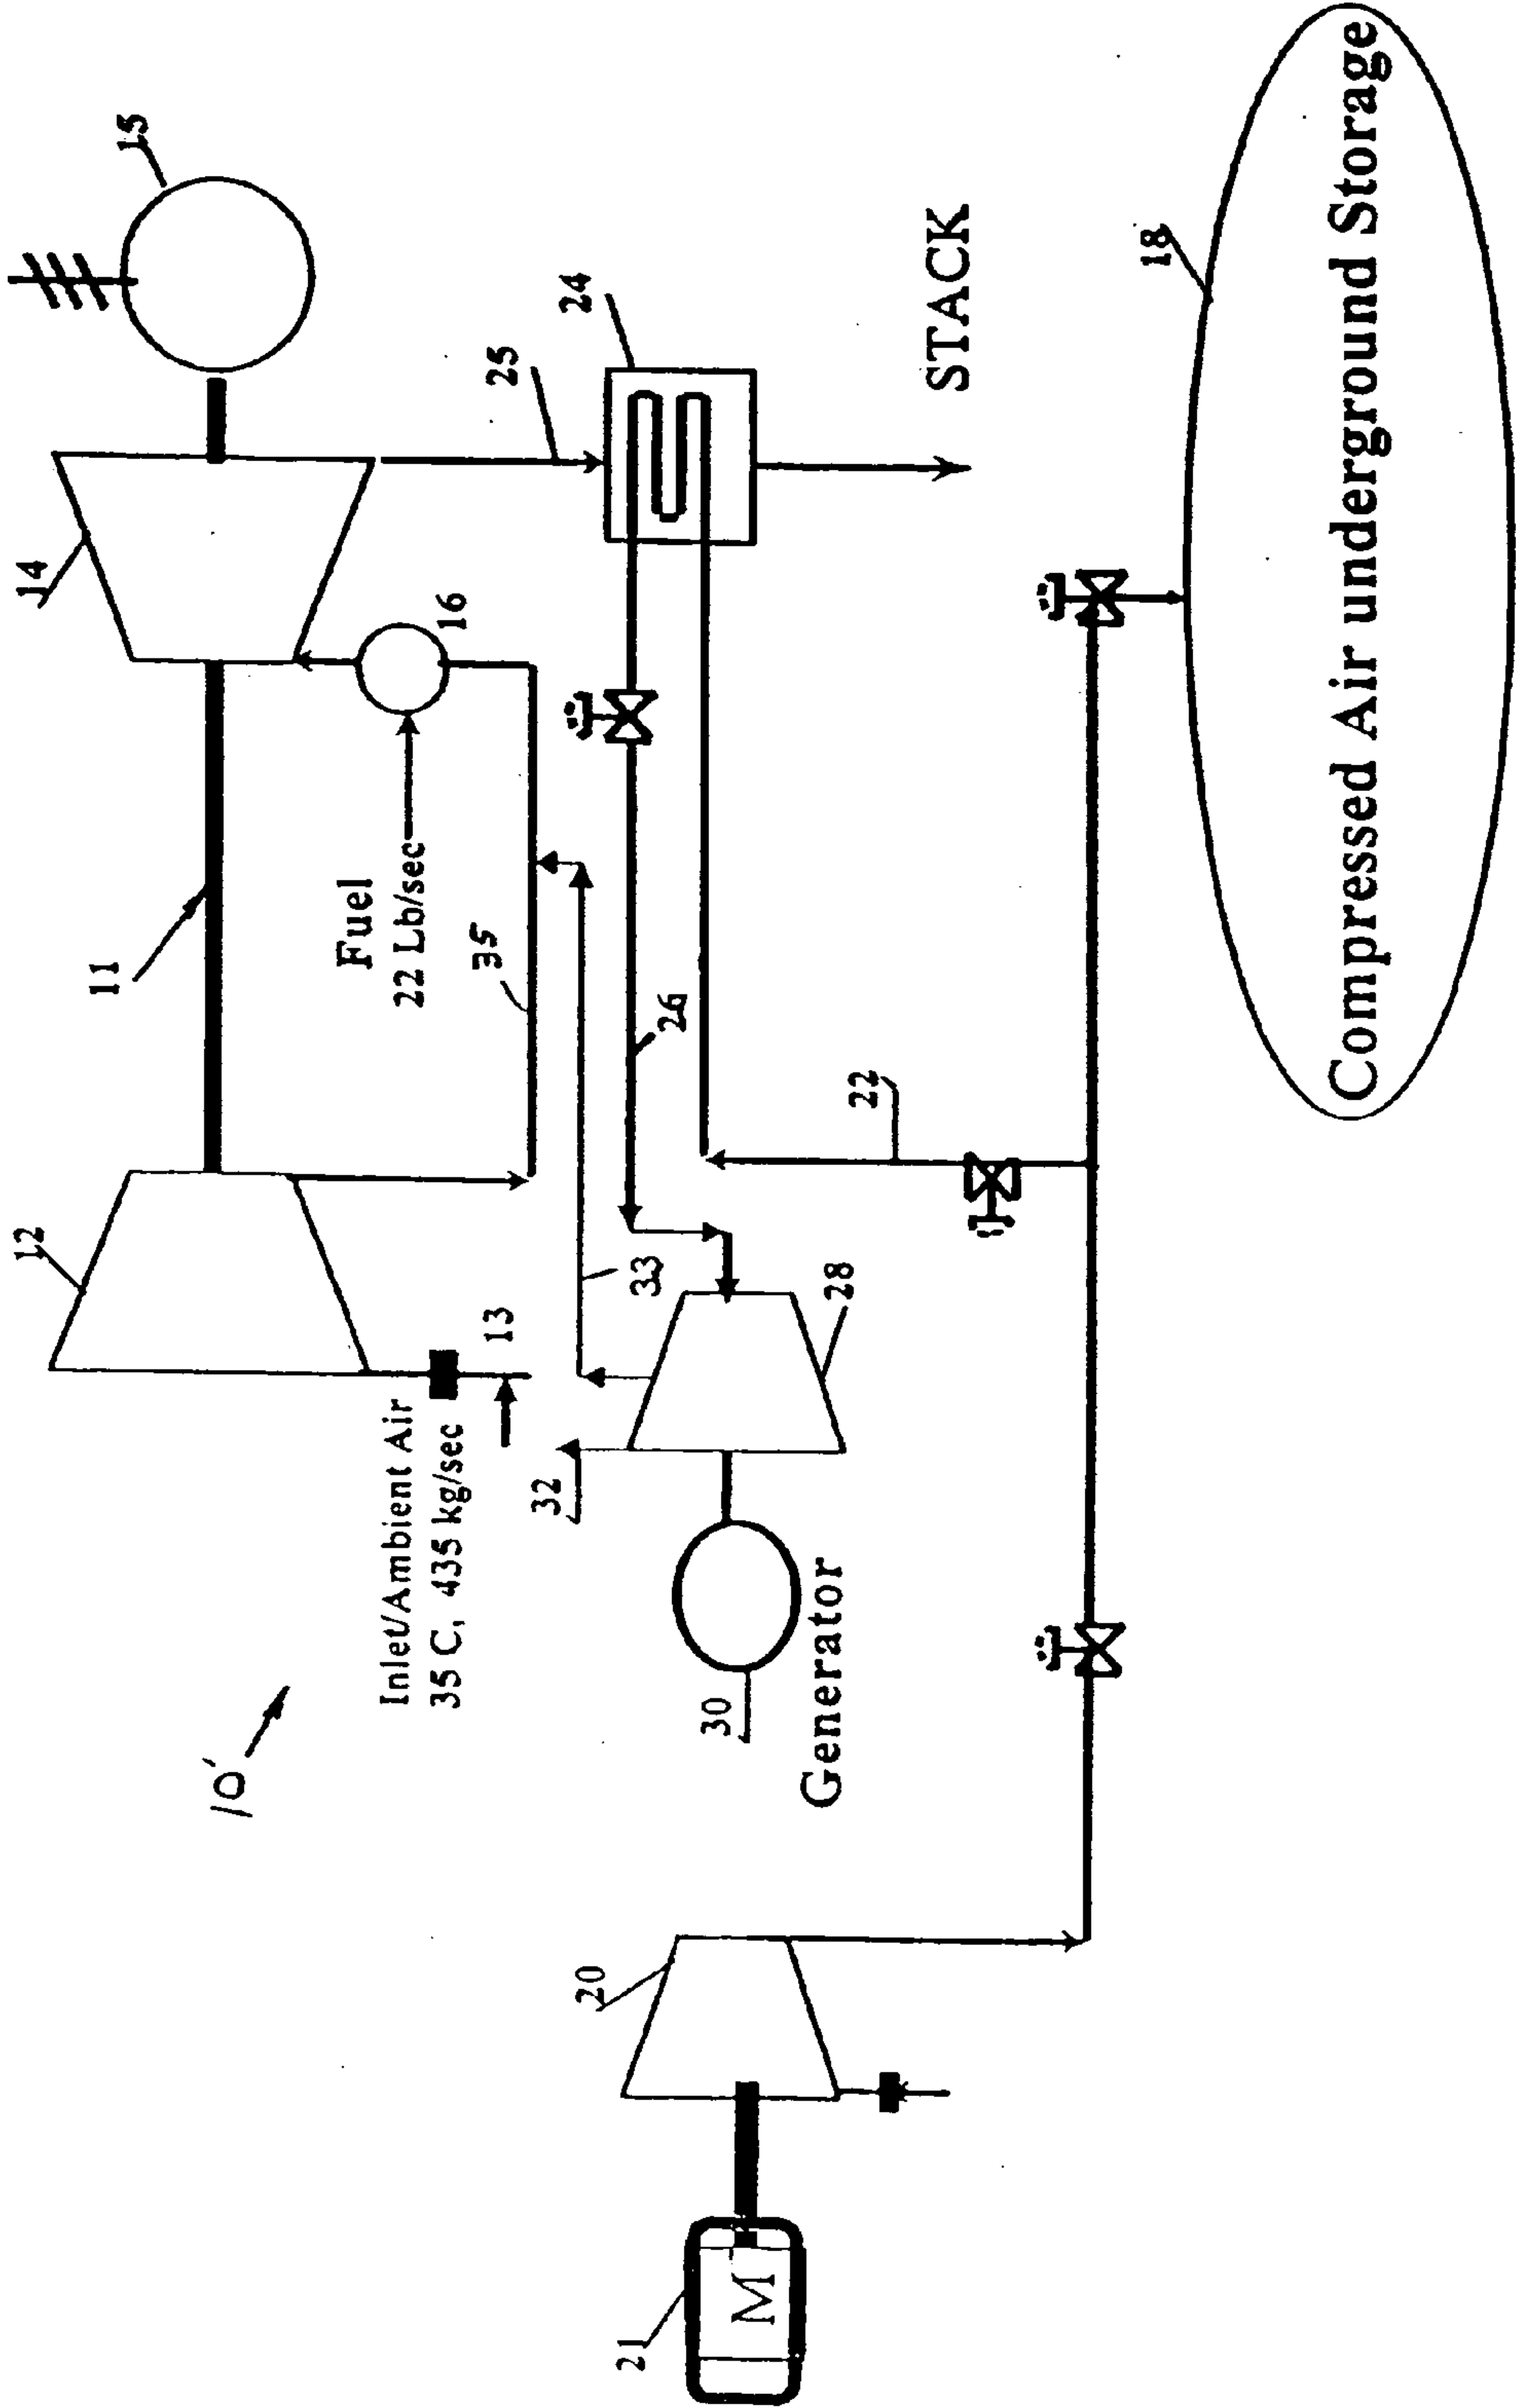 15
14
12
11
16
24
25
Fuel
22 Lb/sec
35
13
Inlet/Ambient Air
35 C, 435 kg/sec
10'
26
33
32
28
30
Generator
22
STACK
20
21
M
18
Compressed Air underground Storage